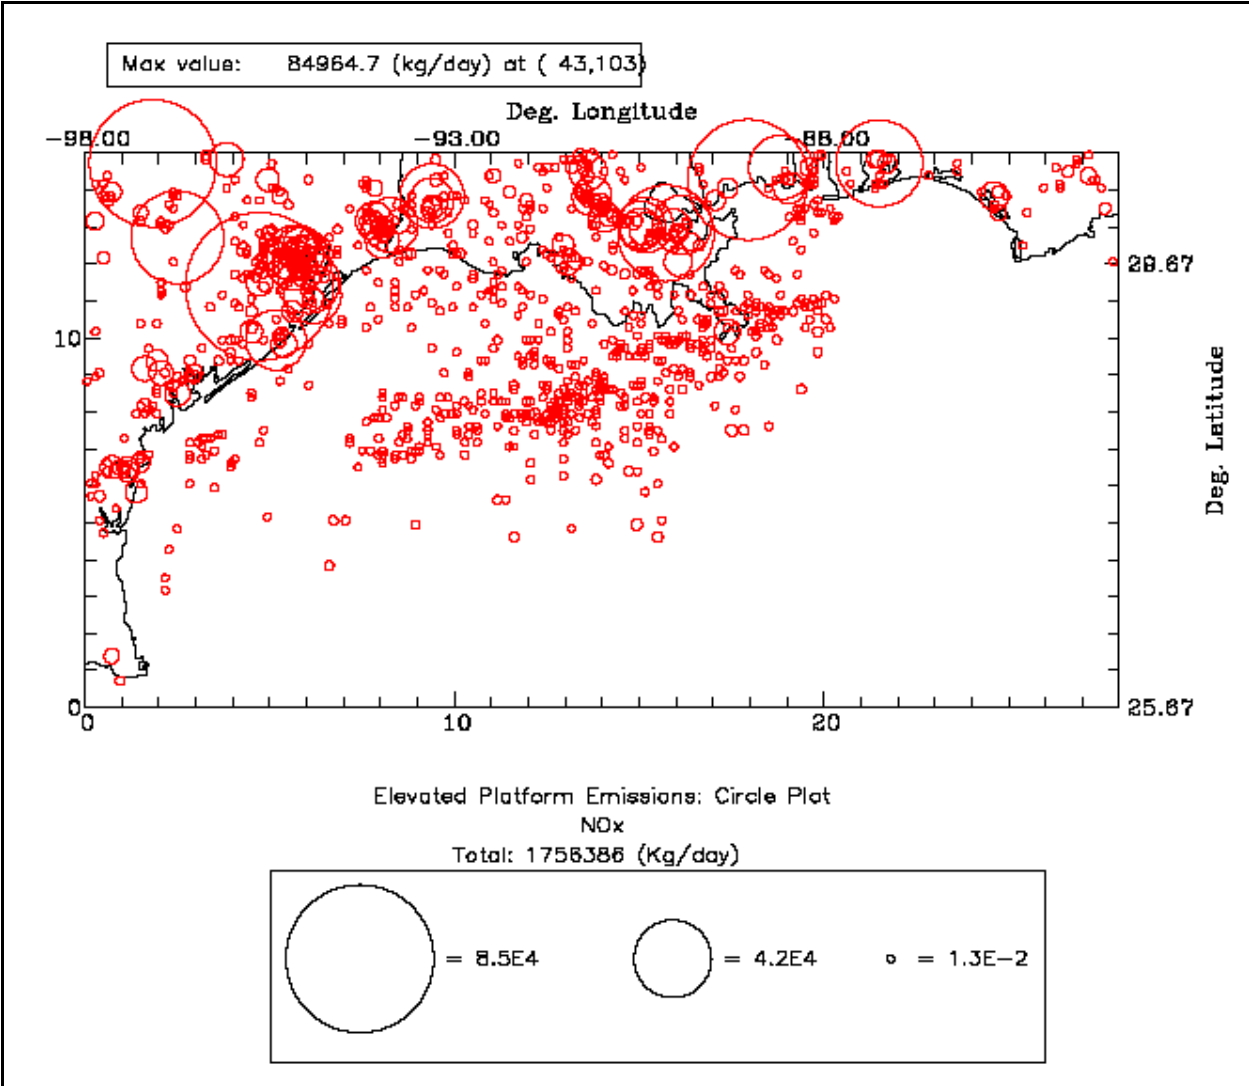 Max value: 84964.7 (kg/day) at ( 43,103)
Deg. Longitude
-98.00 -93.00 -88.00
29.67
10
Deg. Latitude
0 25.67
0 10 20
Elevated Platform Emissions: Circle Plot
NOx
Total: 1756386 (Kg/day)
= 8.5E4 = 4.2E4 = 1.3E-2